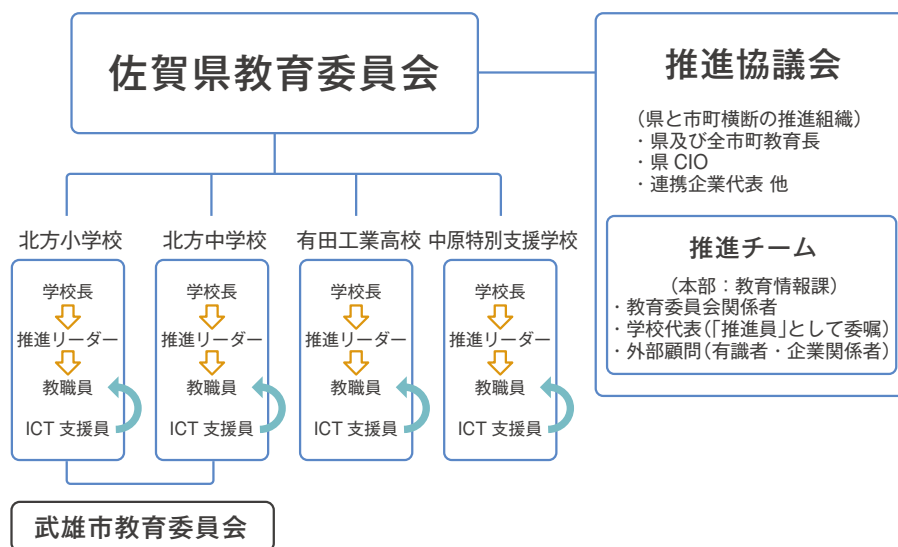 佐賀県教育委員会
推進協議会
（県と市町横断の推進組織）
・県及び全市町教育長
・県 CIO
・連携企業代表 他
推進チーム
（本部：教育情報課）
・教育委員会関係者
・学校代表（「推進員」として委嘱）
・外部顧問（有識者・企業関係者）
北方小学校
学校長
推進リーダー
教職員
ICT 支援員
北方中学校
学校長
推進リーダー
教職員
ICT 支援員
有田工業高校
学校長
推進リーダー
教職員
ICT 支援員
中原特別支援学校
学校長
推進リーダー
教職員
ICT 支援員
武雄市教育委員会